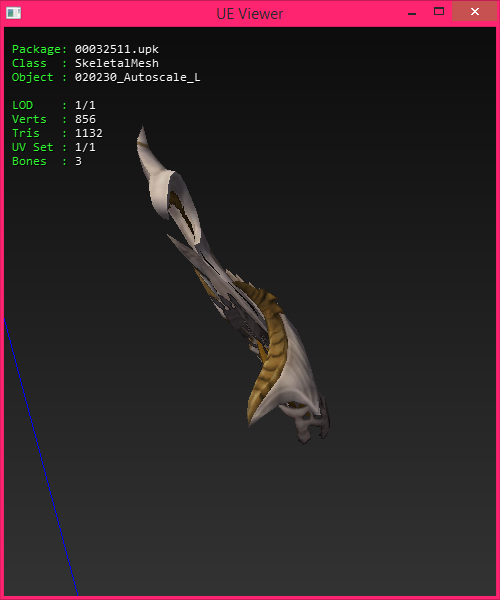 UE Viewer
Package: 00032511.upk
Class  : SkeletalMesh
Object : 020230_Autoscale_L
LOD    : 1/1
Verts  : 856
Tris   : 1132
UV Set : 1/1
Bones  : 3